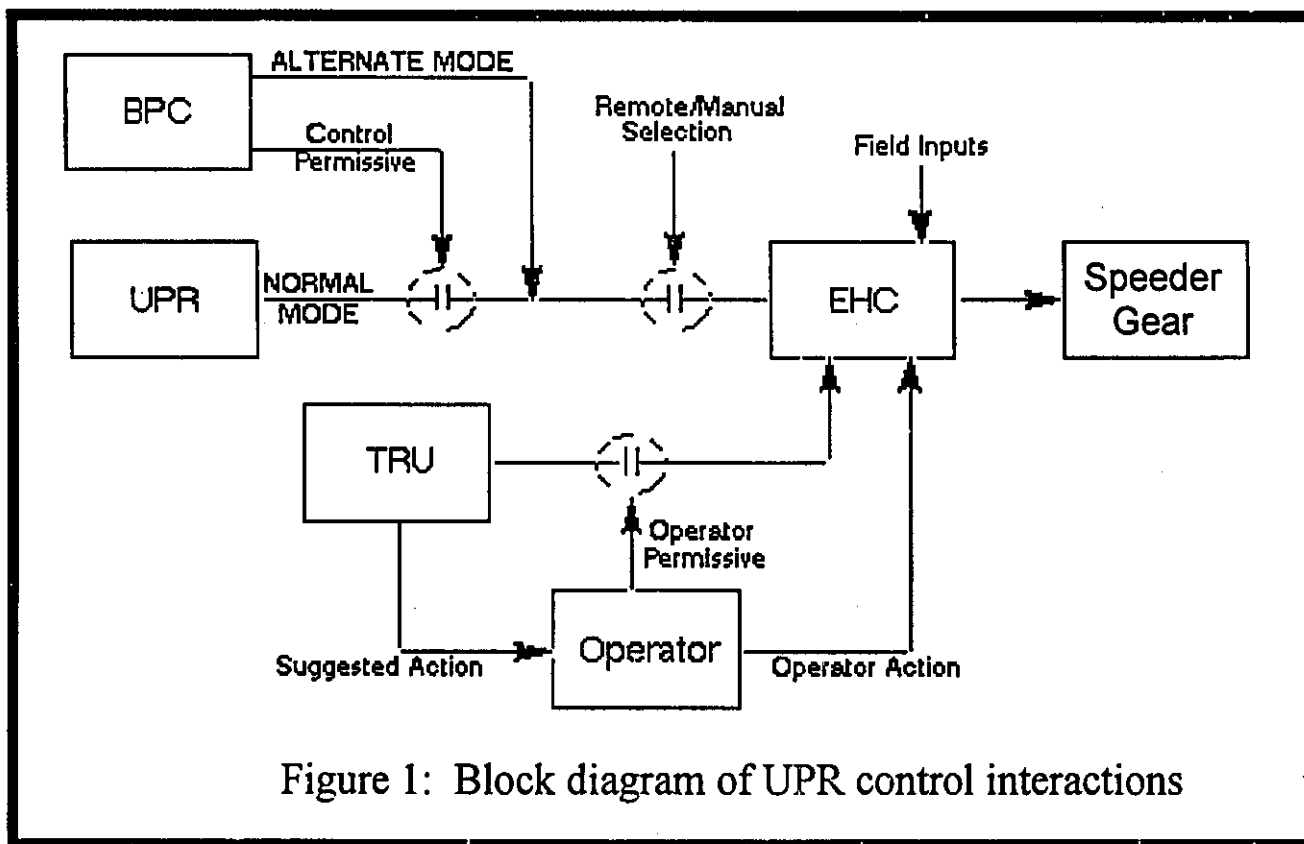 ALTERNATE MODE
BPC
Control
Permissive
Remote/Manual
Selection
Field Inputs
UPR
NORMAL
MODE
EHC
Speeder
Gear
TRU
Operator
Permissive
Suggested Action
Operator
Operator Action
Figure 1: Block diagram of UPR control interactions